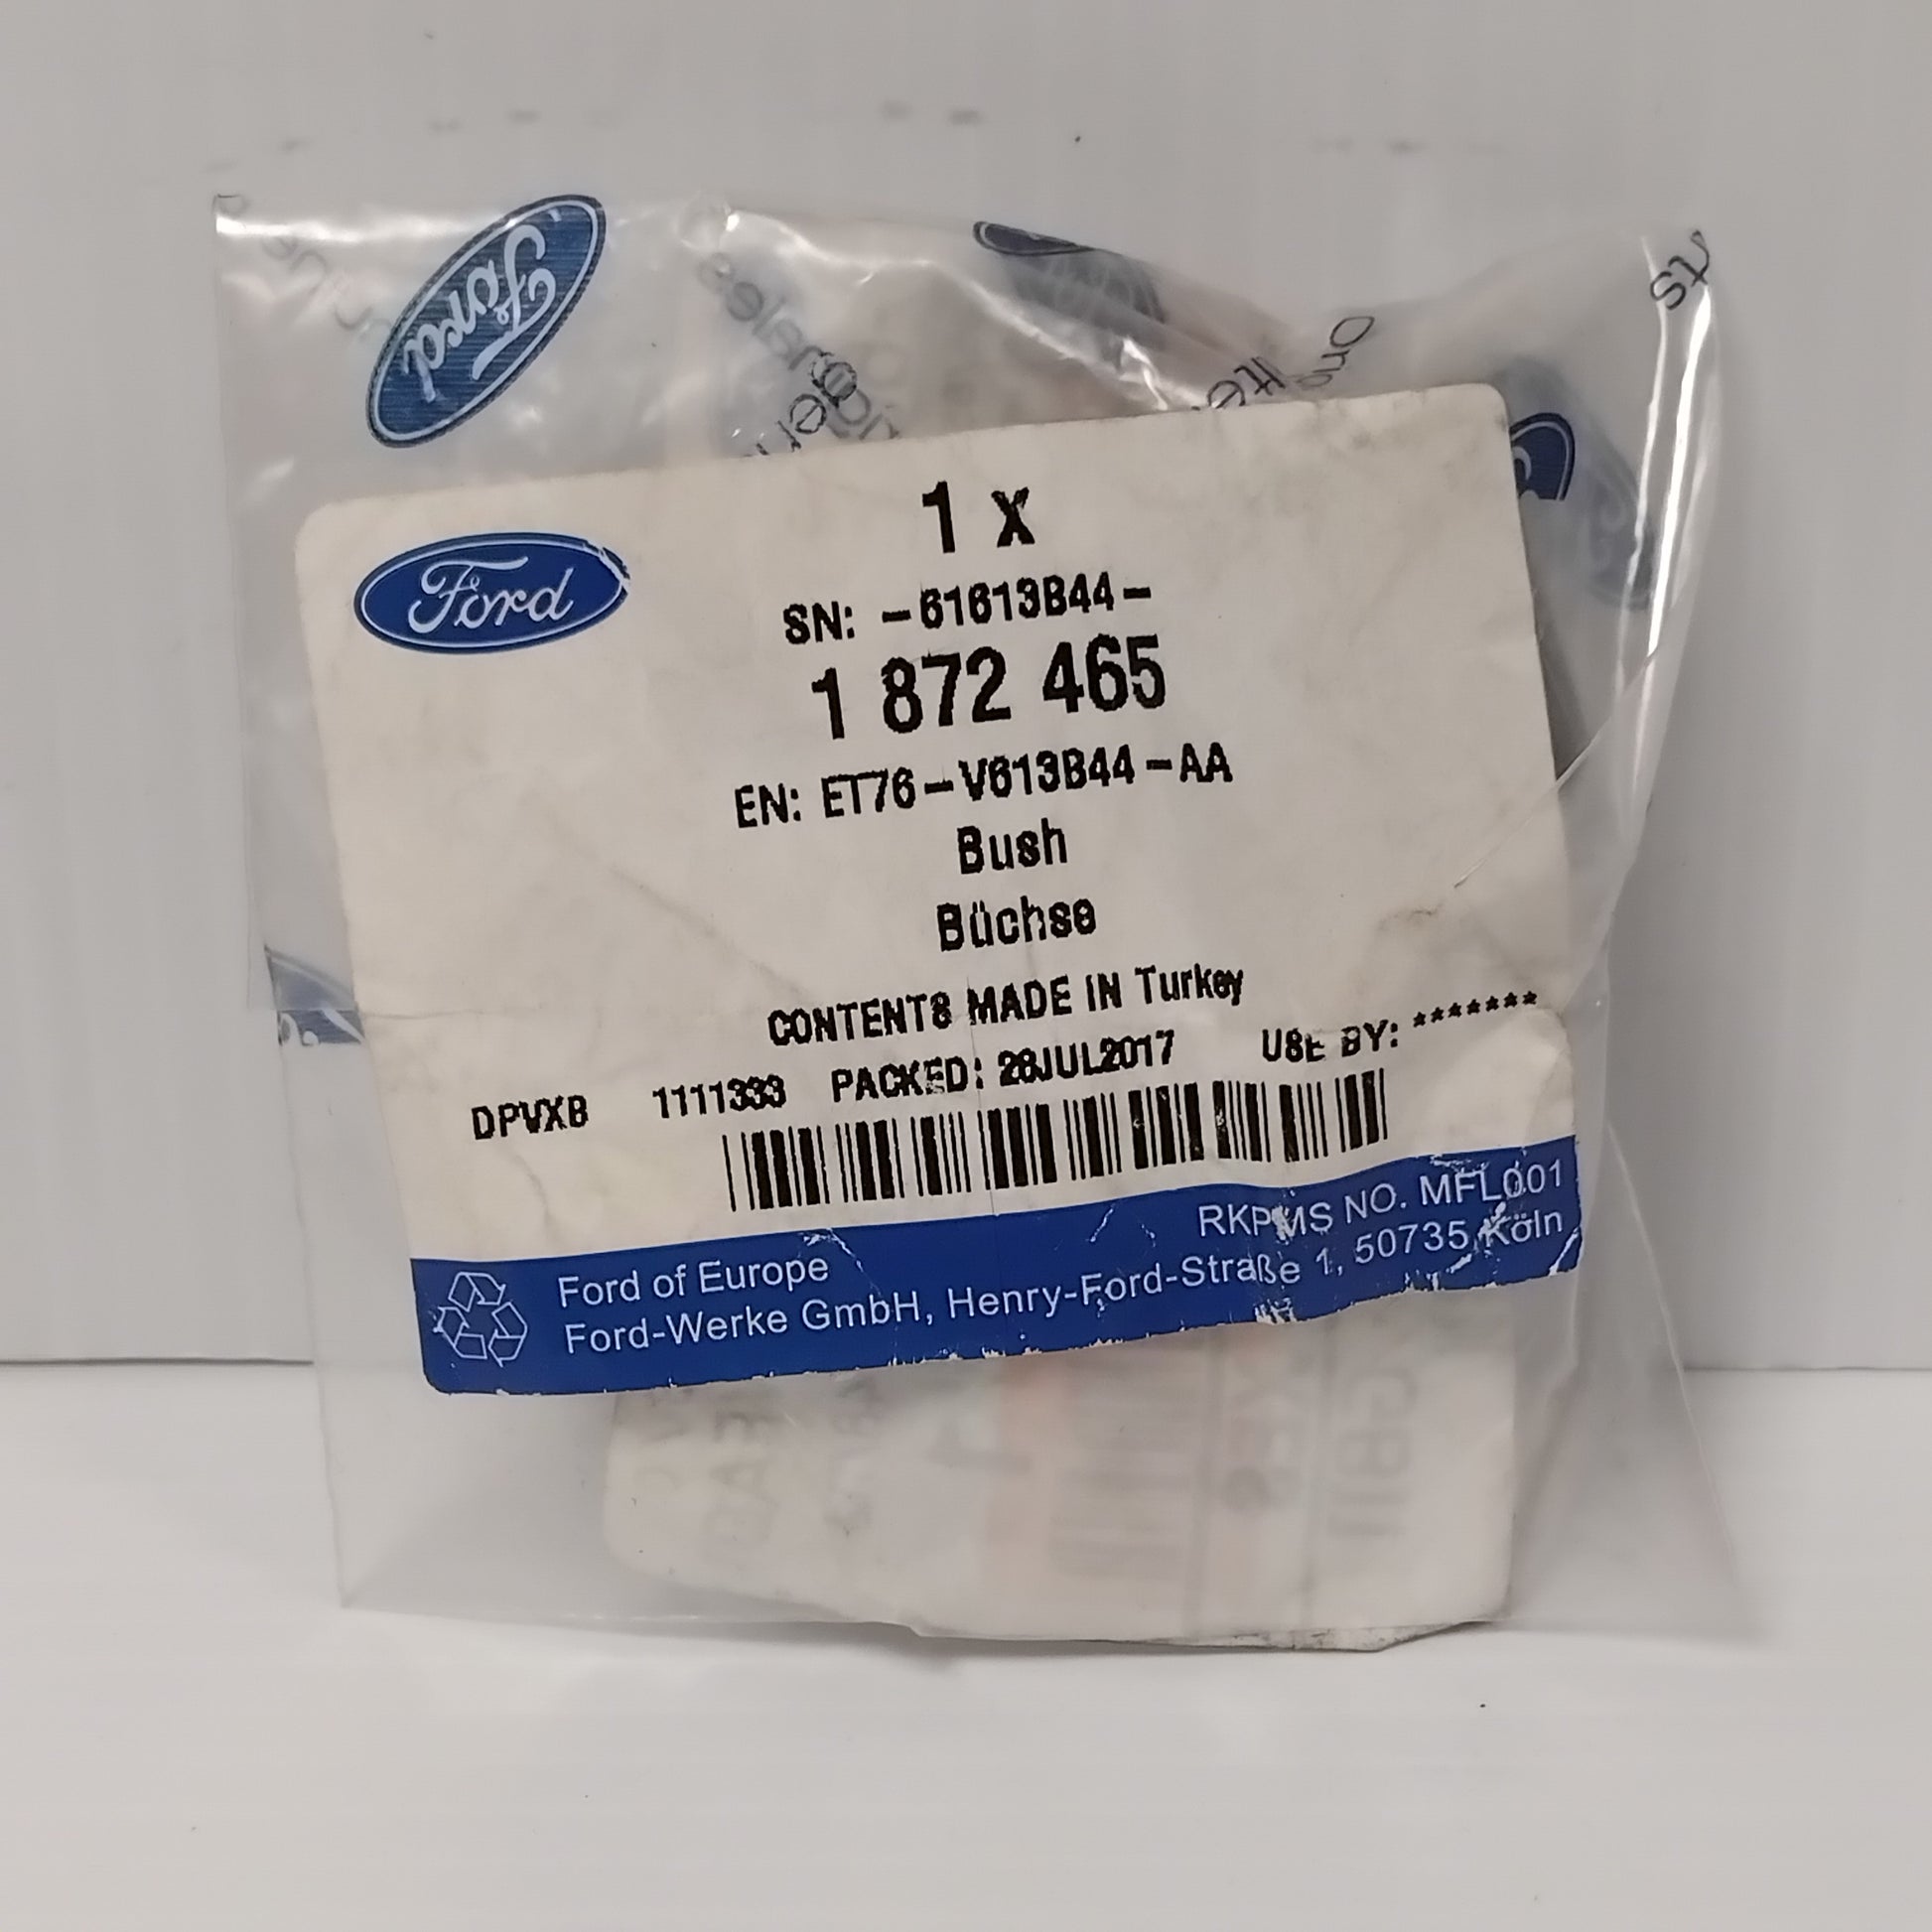 Ford
1 x
Ford
SN: -61613B44-
1 872 465
EN: ET76-V613B44-AA
Bush
Büchse
CONTENTS MADE IN Turkey
DPVXB 1111333 PACKED: 28JUL2017 USE BY: *******
RKPMS NO. MFL001
Ford of Europe
Ford-Werke GmbH, Henry-Ford-Straße 1, 50735 Köln